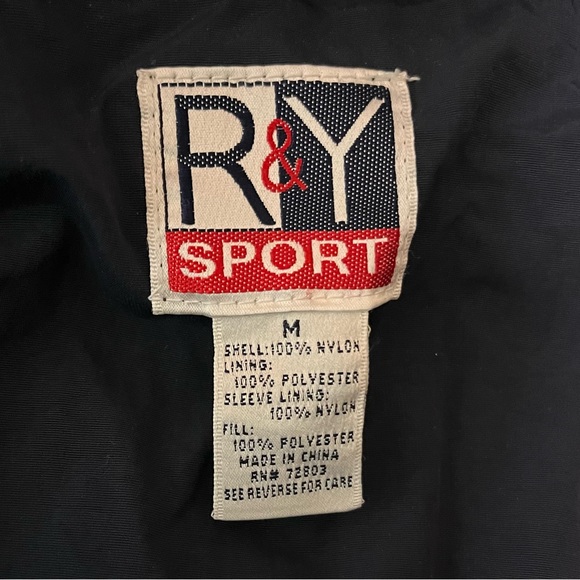 R&Y
SPORT
M
SHELL:100% NYLON
LINING:
100% POLYESTER
SLEEVE LINING:
100% NYLON
FILL:
100% POLYESTER
MADE IN CHINA
RN# 72803
SEE REVERSE FOR CARE